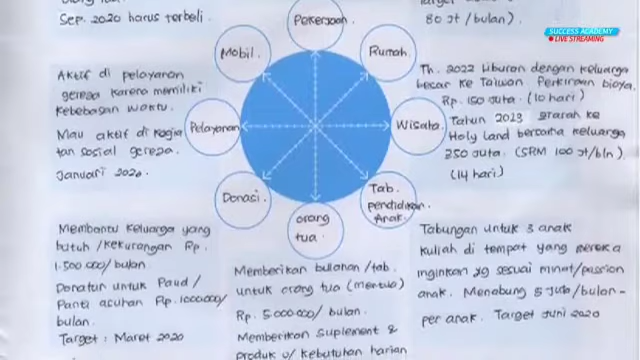 Sep. 2020 harus terbeli.
80 Jt / bulan).
SUCCESS ACADEMY
LIVE STREAMING
Pekerjaan
Mobil
Rumah
Aktif di pelayanan
gereja karena memiliki
kebebasan waktu.
Mau aktif di kegia
tan sosial gereja.
Januari 2020.
Th. 2022 Liburan dengan keluarga
besar ke Taiwan Perkiraan biaya.
Rp. 150 Juta. (10 hari)
Tahun 2023 ziarah ke
Holy Land bersama keluarga
350 Juta. (SPM 100 Jt/bln)
(14 hari)
Pelayanan
Wisata
Donasi
Tab.
pendidikan
Anak.
orang
tua
Membantu keluarga yang
butuh / kekurangan Rp.
1.500 000/bulan.
Donatur untuk Paud /
Panti asuhan Rp. 1000000/
bulan.
Target : Maret 2020
Memberikan bulanan / tab.
untuk orang tua (mertua)
Rp. 5.000.000 / bulan.
Memberikan suplement &
produk u/ kebutuhan harian
Tabungan untuk 3 anak
kuliah di tempat yang mereka
inginkan yg sesuai minat/passion
anak. Menabung 5 Juta/bulan-
per anak. Target Juni 2020